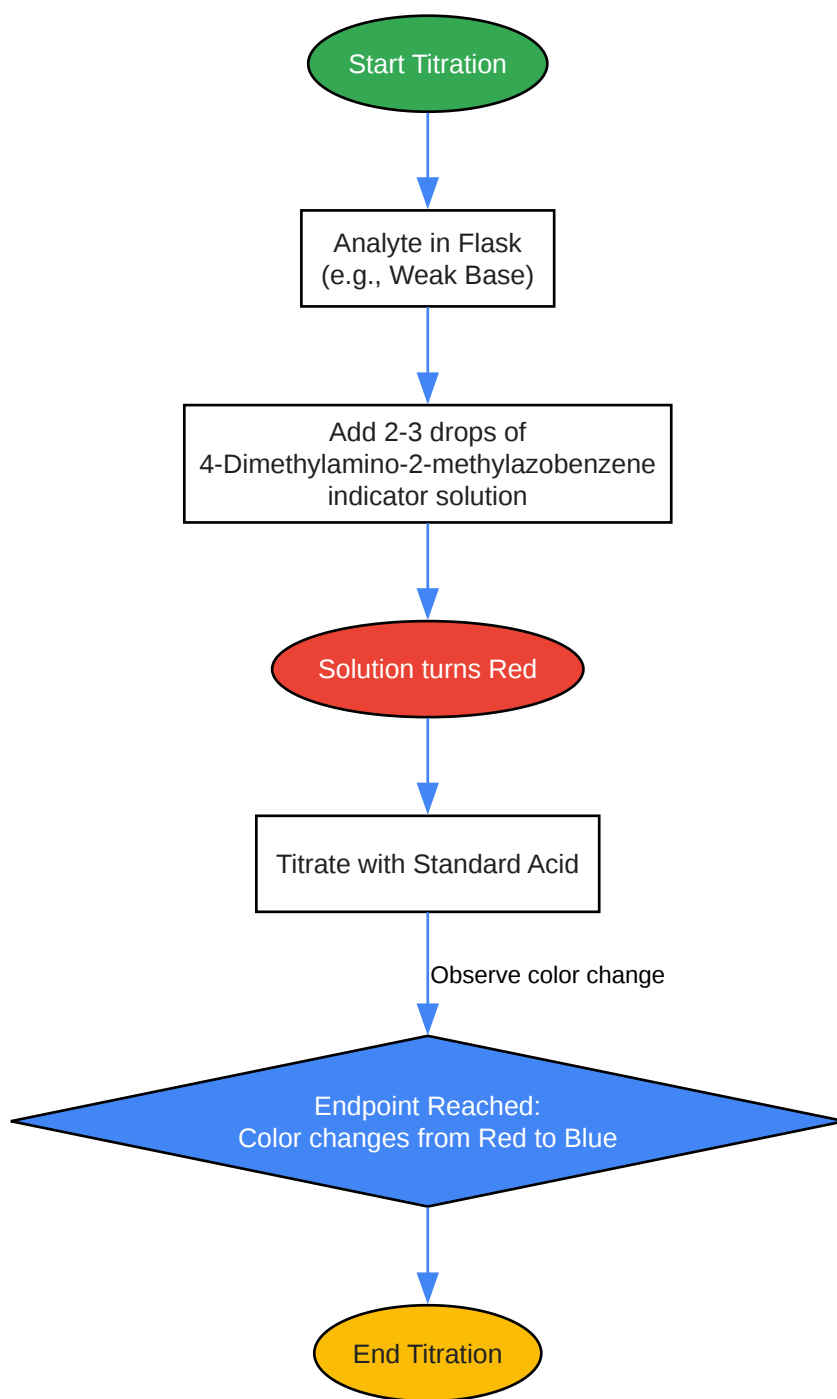 Start Titration
Analyte in Flask
(e.g., Weak Base)
Add 2-3 drops of
4-Dimethylamino-2-methylazobenzene
indicator solution
Solution turns Red
Titrate with Standard Acid
Observe color change
Endpoint Reached:
Color changes from Red to Blue
End Titration